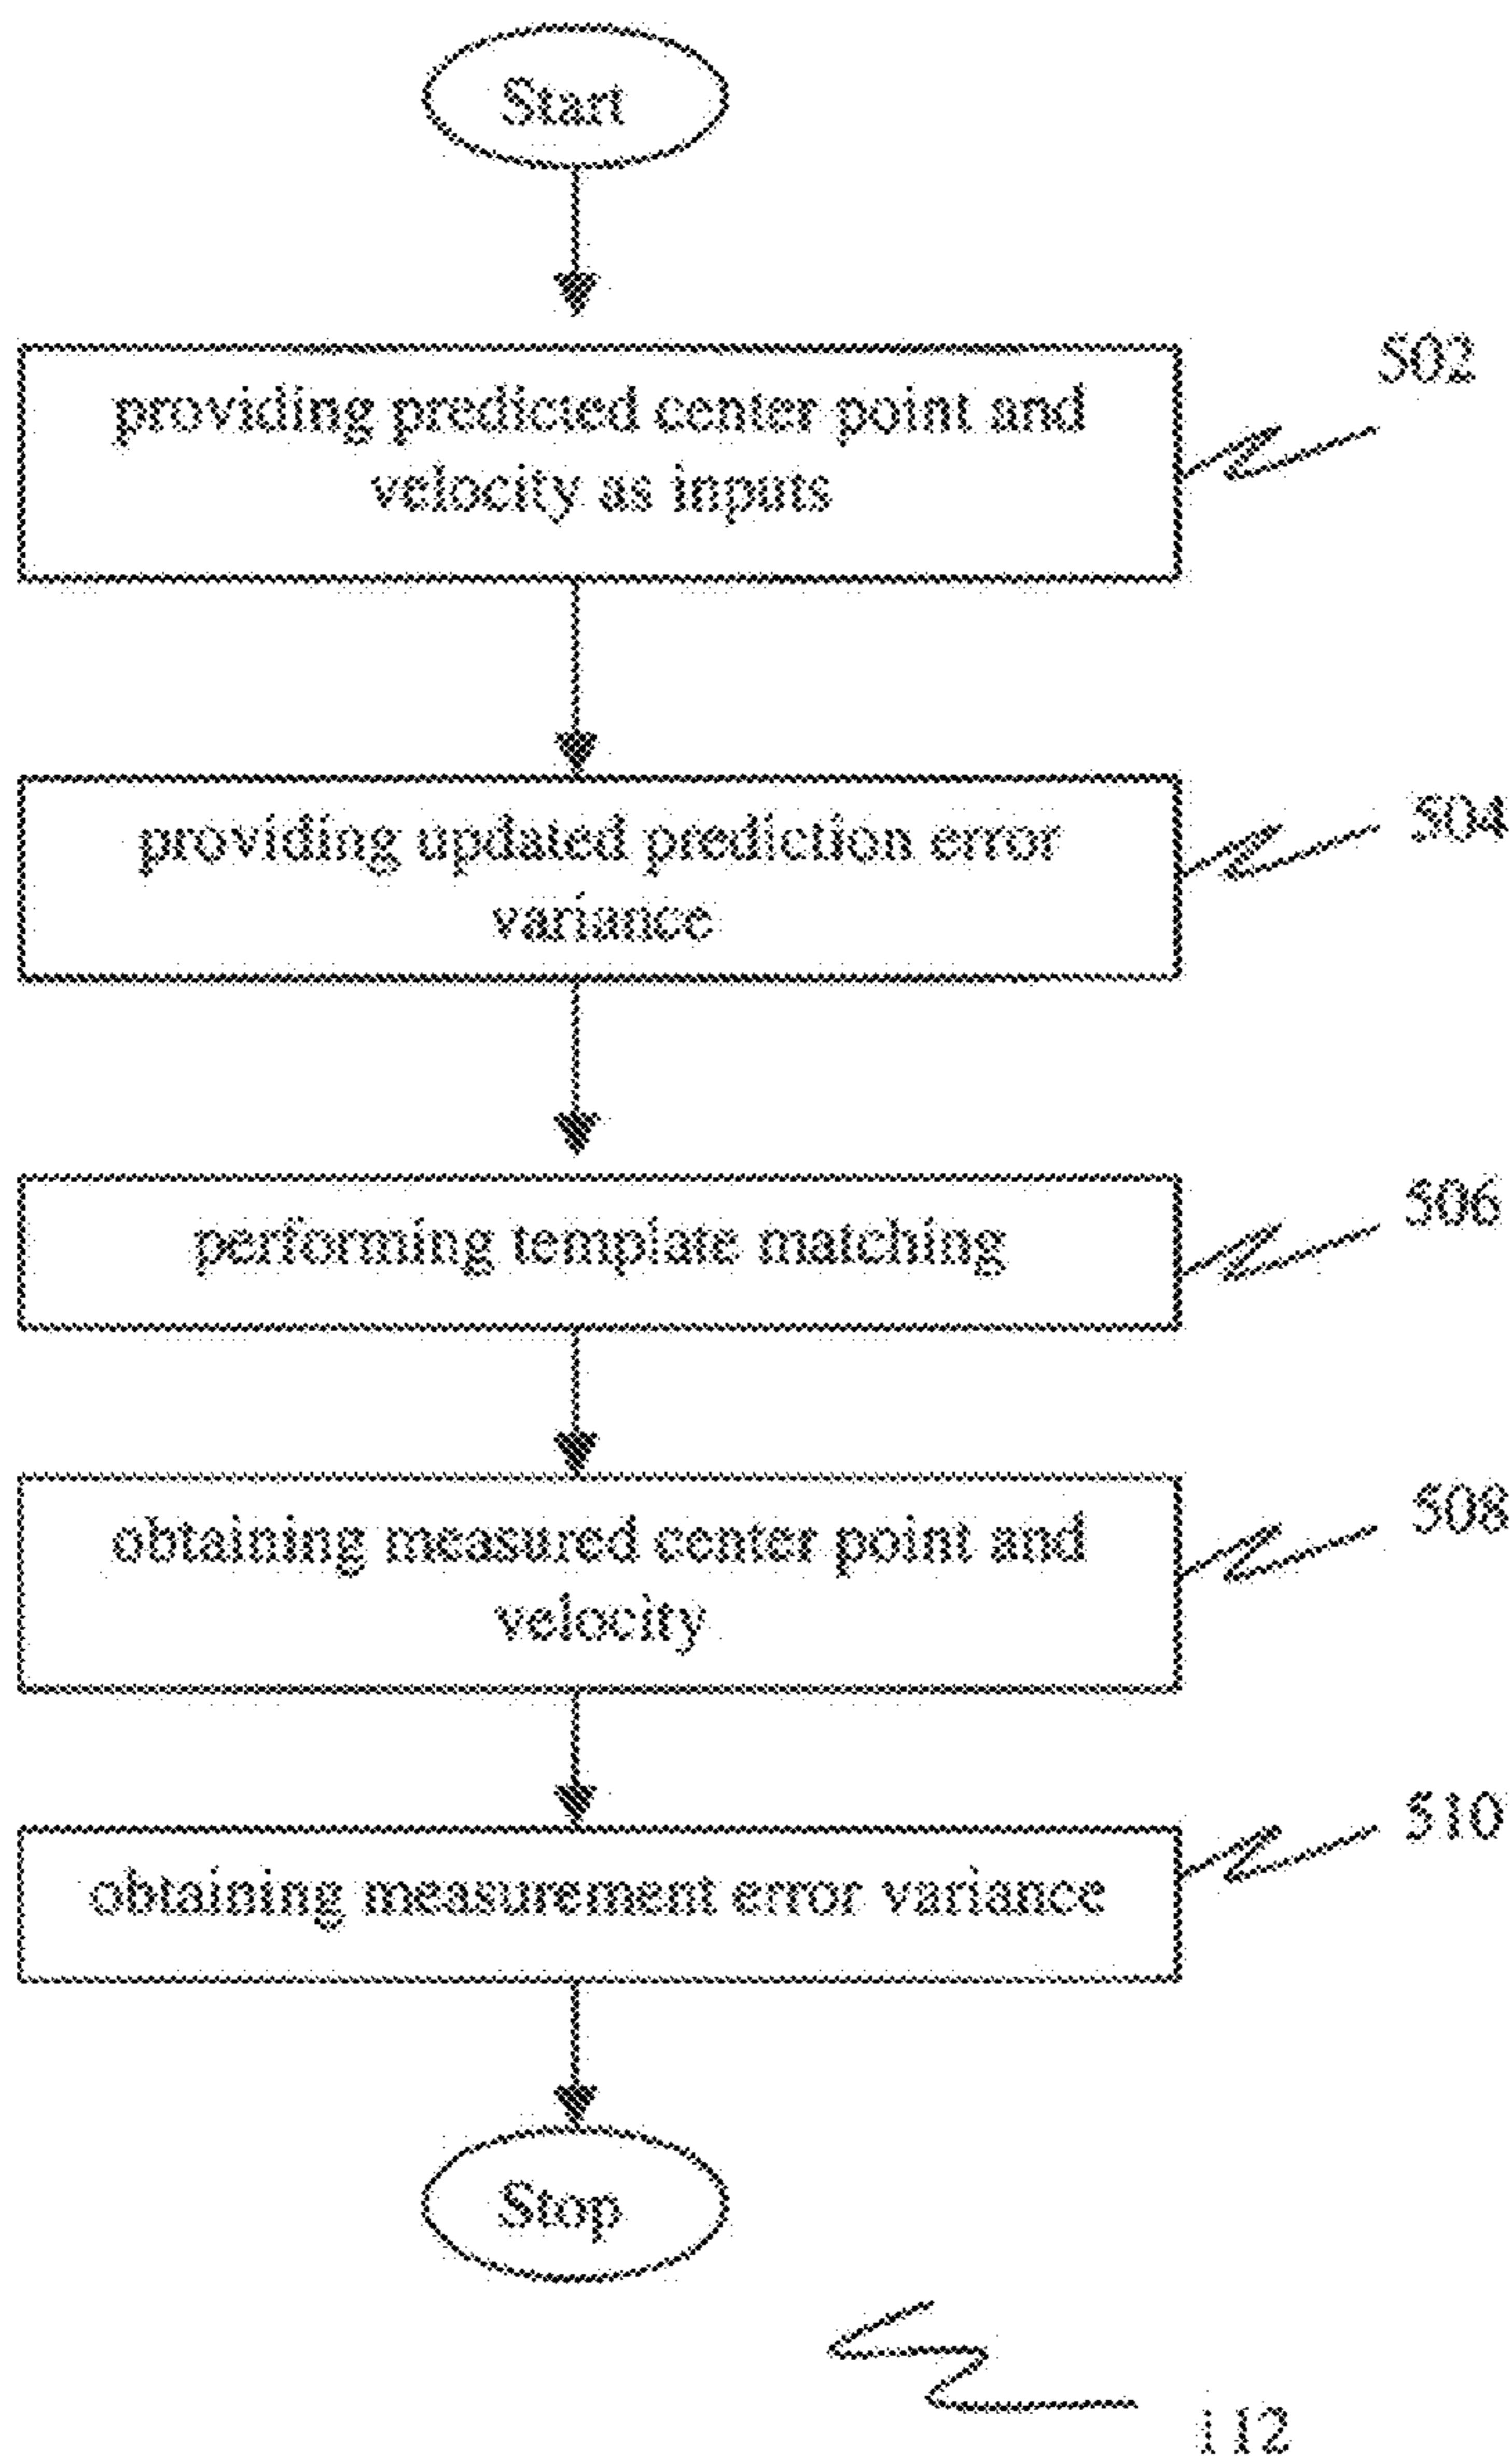 Start
502
providing predicted center point and
velocity as inputs
504
providing updated prediction error
variance
506
performing template matching
508
obtaining measured center point and
velocity
510
obtaining measurement error variance
Stop
112